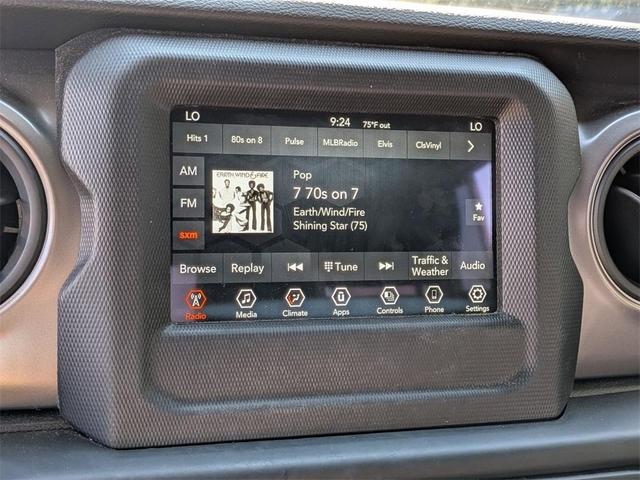 LO 9:24 75°F out LO
Hits 1 80s on 8 Pulse MLBRadio Elvis ClsVinyl
AM
FM
sxm
EARTH, WIND & FIRE
Pop
7 70s on 7
Earth/Wind/Fire
Shining Star (75)
Fav
Browse Replay Tune Traffic & Weather Audio
Radio Media Climate Apps Controls Phone Settings